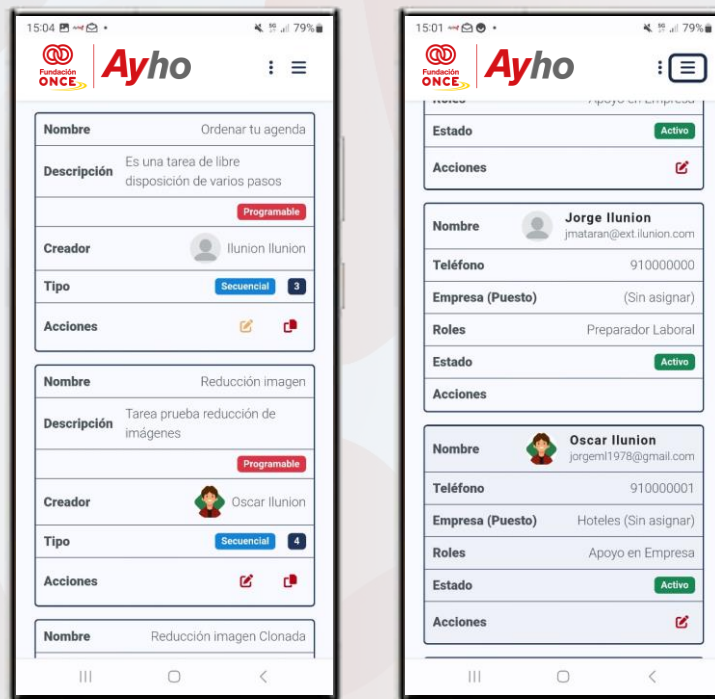 15:04
79%
Fundación
ONCE
Ayho
Nombre Ordenar tu agenda
Descripción Es una tarea de libre
disposición de varios pasos
Programable
Creador Ilunion Ilunion
Tipo Secuencial 3
Acciones
Nombre Reducción imagen
Descripción Tarea prueba reducción de
imágenes
Programable
Creador Oscar Ilunion
Tipo Secuencial 4
Acciones
Nombre Reducción imagen Clonada
15:01
79%
Fundación
ONCE
Ayho
Roles Apoyo en Empresa
Estado Activo
Acciones
Nombre Jorge Ilunion
jmataran@ext.ilunion.com
Teléfono 910000000
Empresa (Puesto) (Sin asignar)
Roles Preparador Laboral
Estado Activo
Acciones
Nombre Oscar Ilunion
jorgeml1978@gmail.com
Teléfono 910000001
Empresa (Puesto) Hoteles (Sin asignar)
Roles Apoyo en Empresa
Estado Activo
Acciones